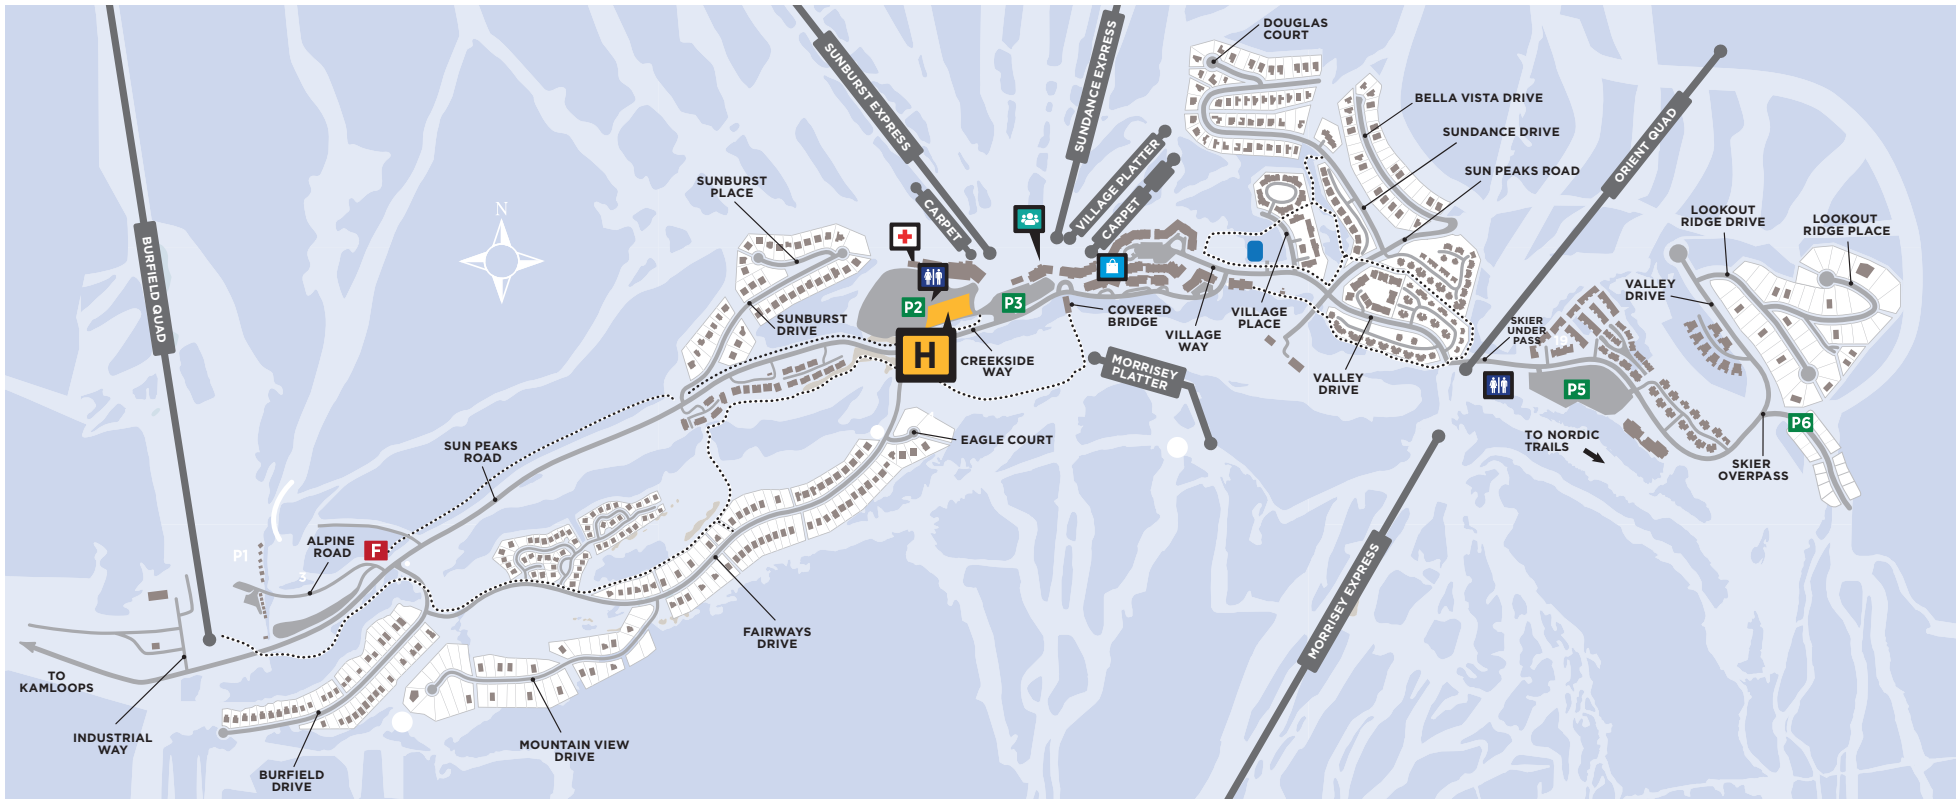 DOUGLAS
COURT
SUNBURST EXPRESS
SUNDANCE EXPRESS
BELLA VISTA DRIVE
SUNDANCE DRIVE
ORIENT QUAD
VILLAGE PLATTER
SUN PEAKS ROAD
SUNBURST
PLACE
CARPET
CARPET
LOOKOUT
RIDGE DRIVE
LOOKOUT
RIDGE PLACE
N
BURFIELD QUAD
VALLEY
DRIVE
P2
P3
SUNBURST
DRIVE
COVERED
BRIDGE
VILLAGE
PLACE
VILLAGE
WAY
SKIER
UNDER
PASS
19
H
CREEKSIDE
WAY
MORRISEY
PLATTER
VALLEY
DRIVE
P5
P6
EAGLE COURT
TO NORDIC
TRAILS
SUN PEAKS
ROAD
SKIER
OVERPASS
ALPINE
ROAD
F
P1
3
MORRISEY EXPRESS
FAIRWAYS
DRIVE
TO
KAMLOOPS
INDUSTRIAL
WAY
MOUNTAIN VIEW
DRIVE
BURFIELD
DRIVE